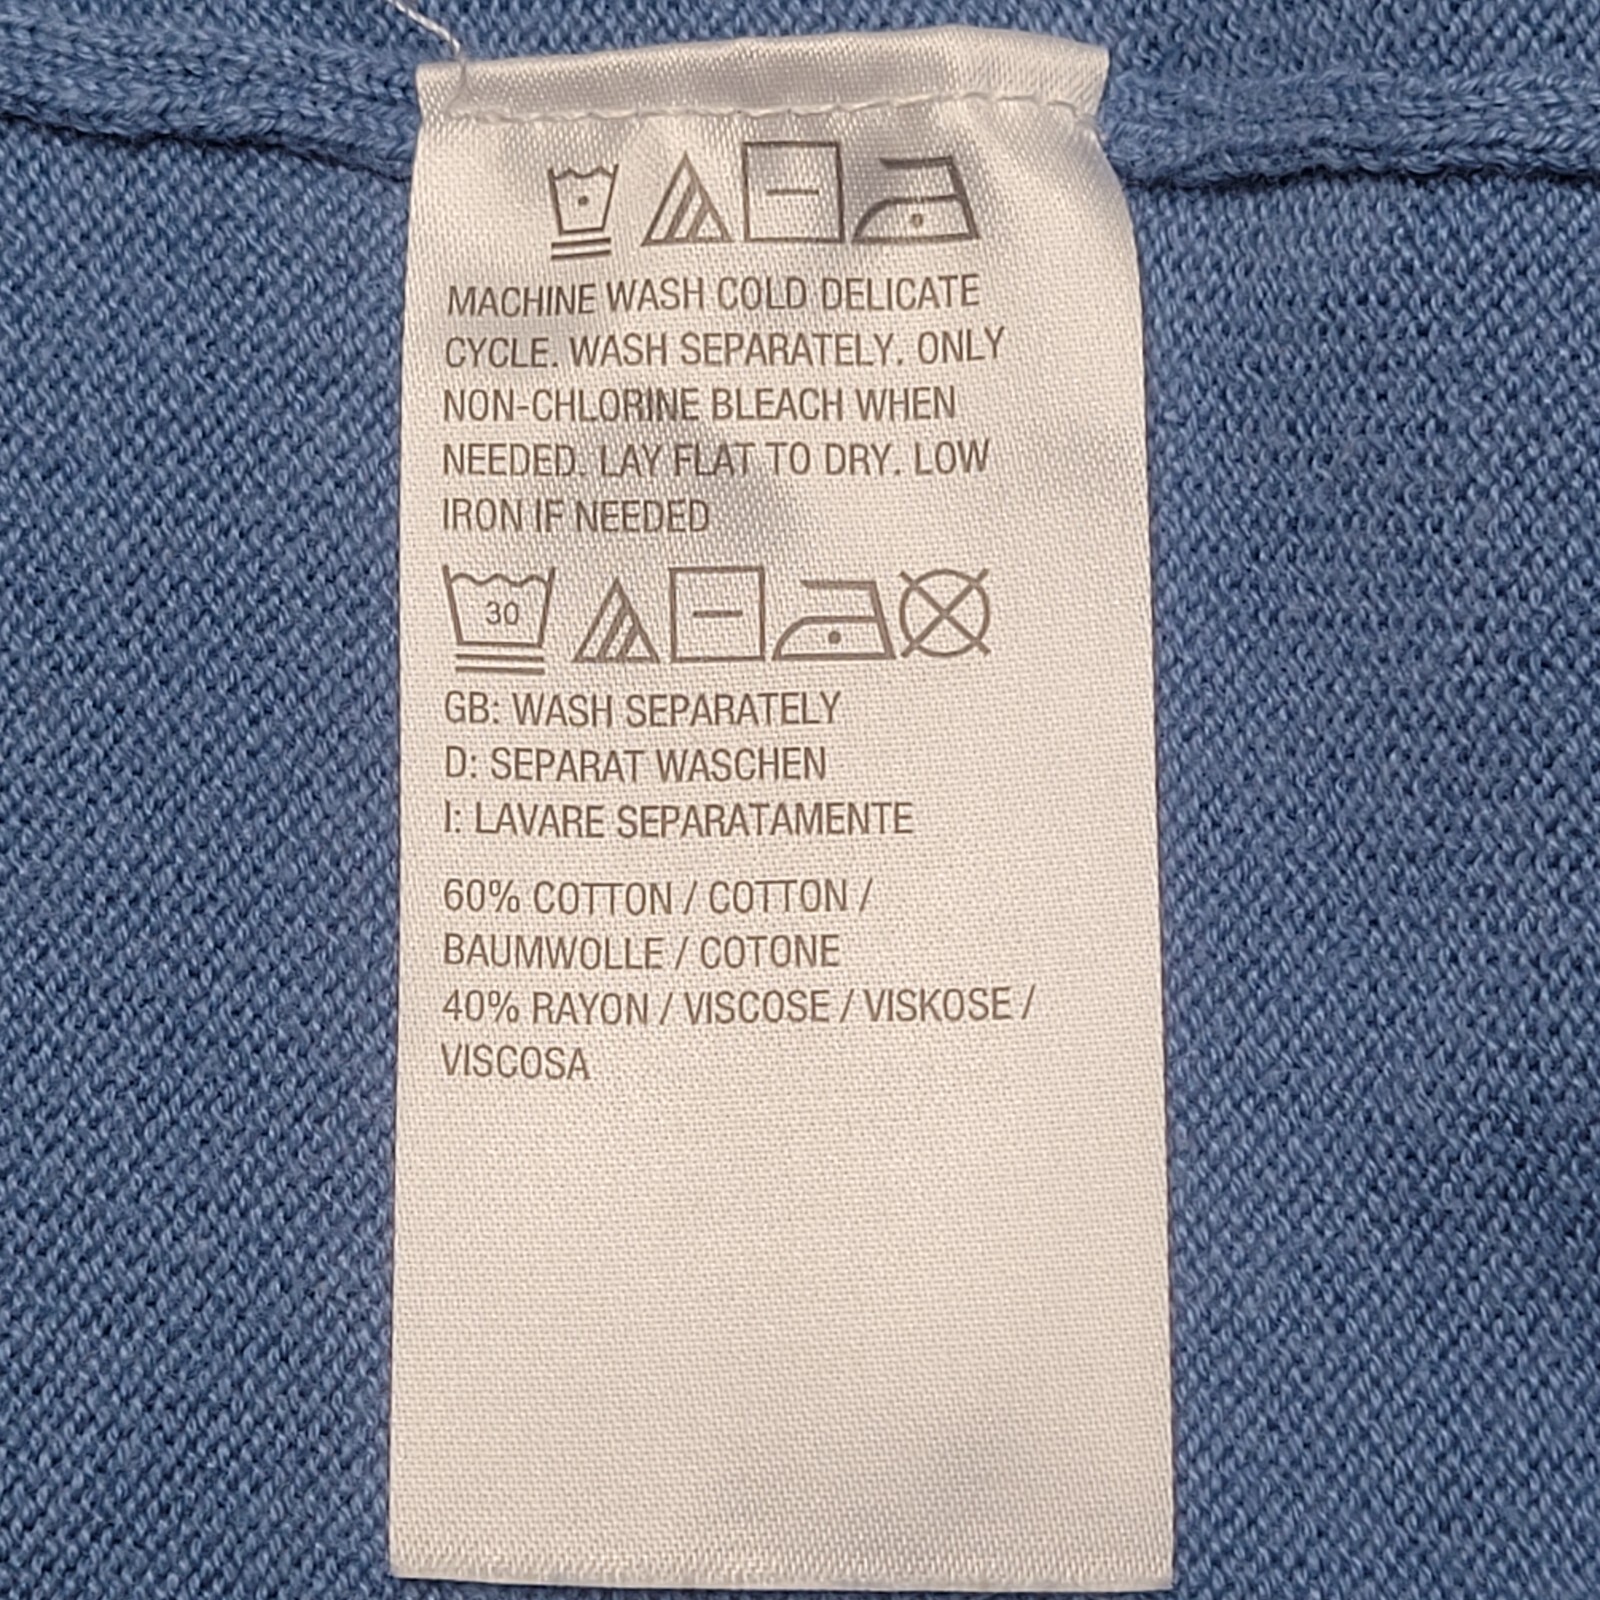 MACHINE WASH COLD DELICATE
CYCLE. WASH SEPARATELY. ONLY
NON-CHLORINE BLEACH WHEN
NEEDED. LAY FLAT TO DRY. LOW
IRON IF NEEDED
30
GB: WASH SEPARATELY
D: SEPARAT WASCHEN
I: LAVARE SEPARATAMENTE
60% COTTON / COTTON /
BAUMWOLLE / COTONE
40% RAYON / VISCOSE / VISKOSE /
VISCOSA